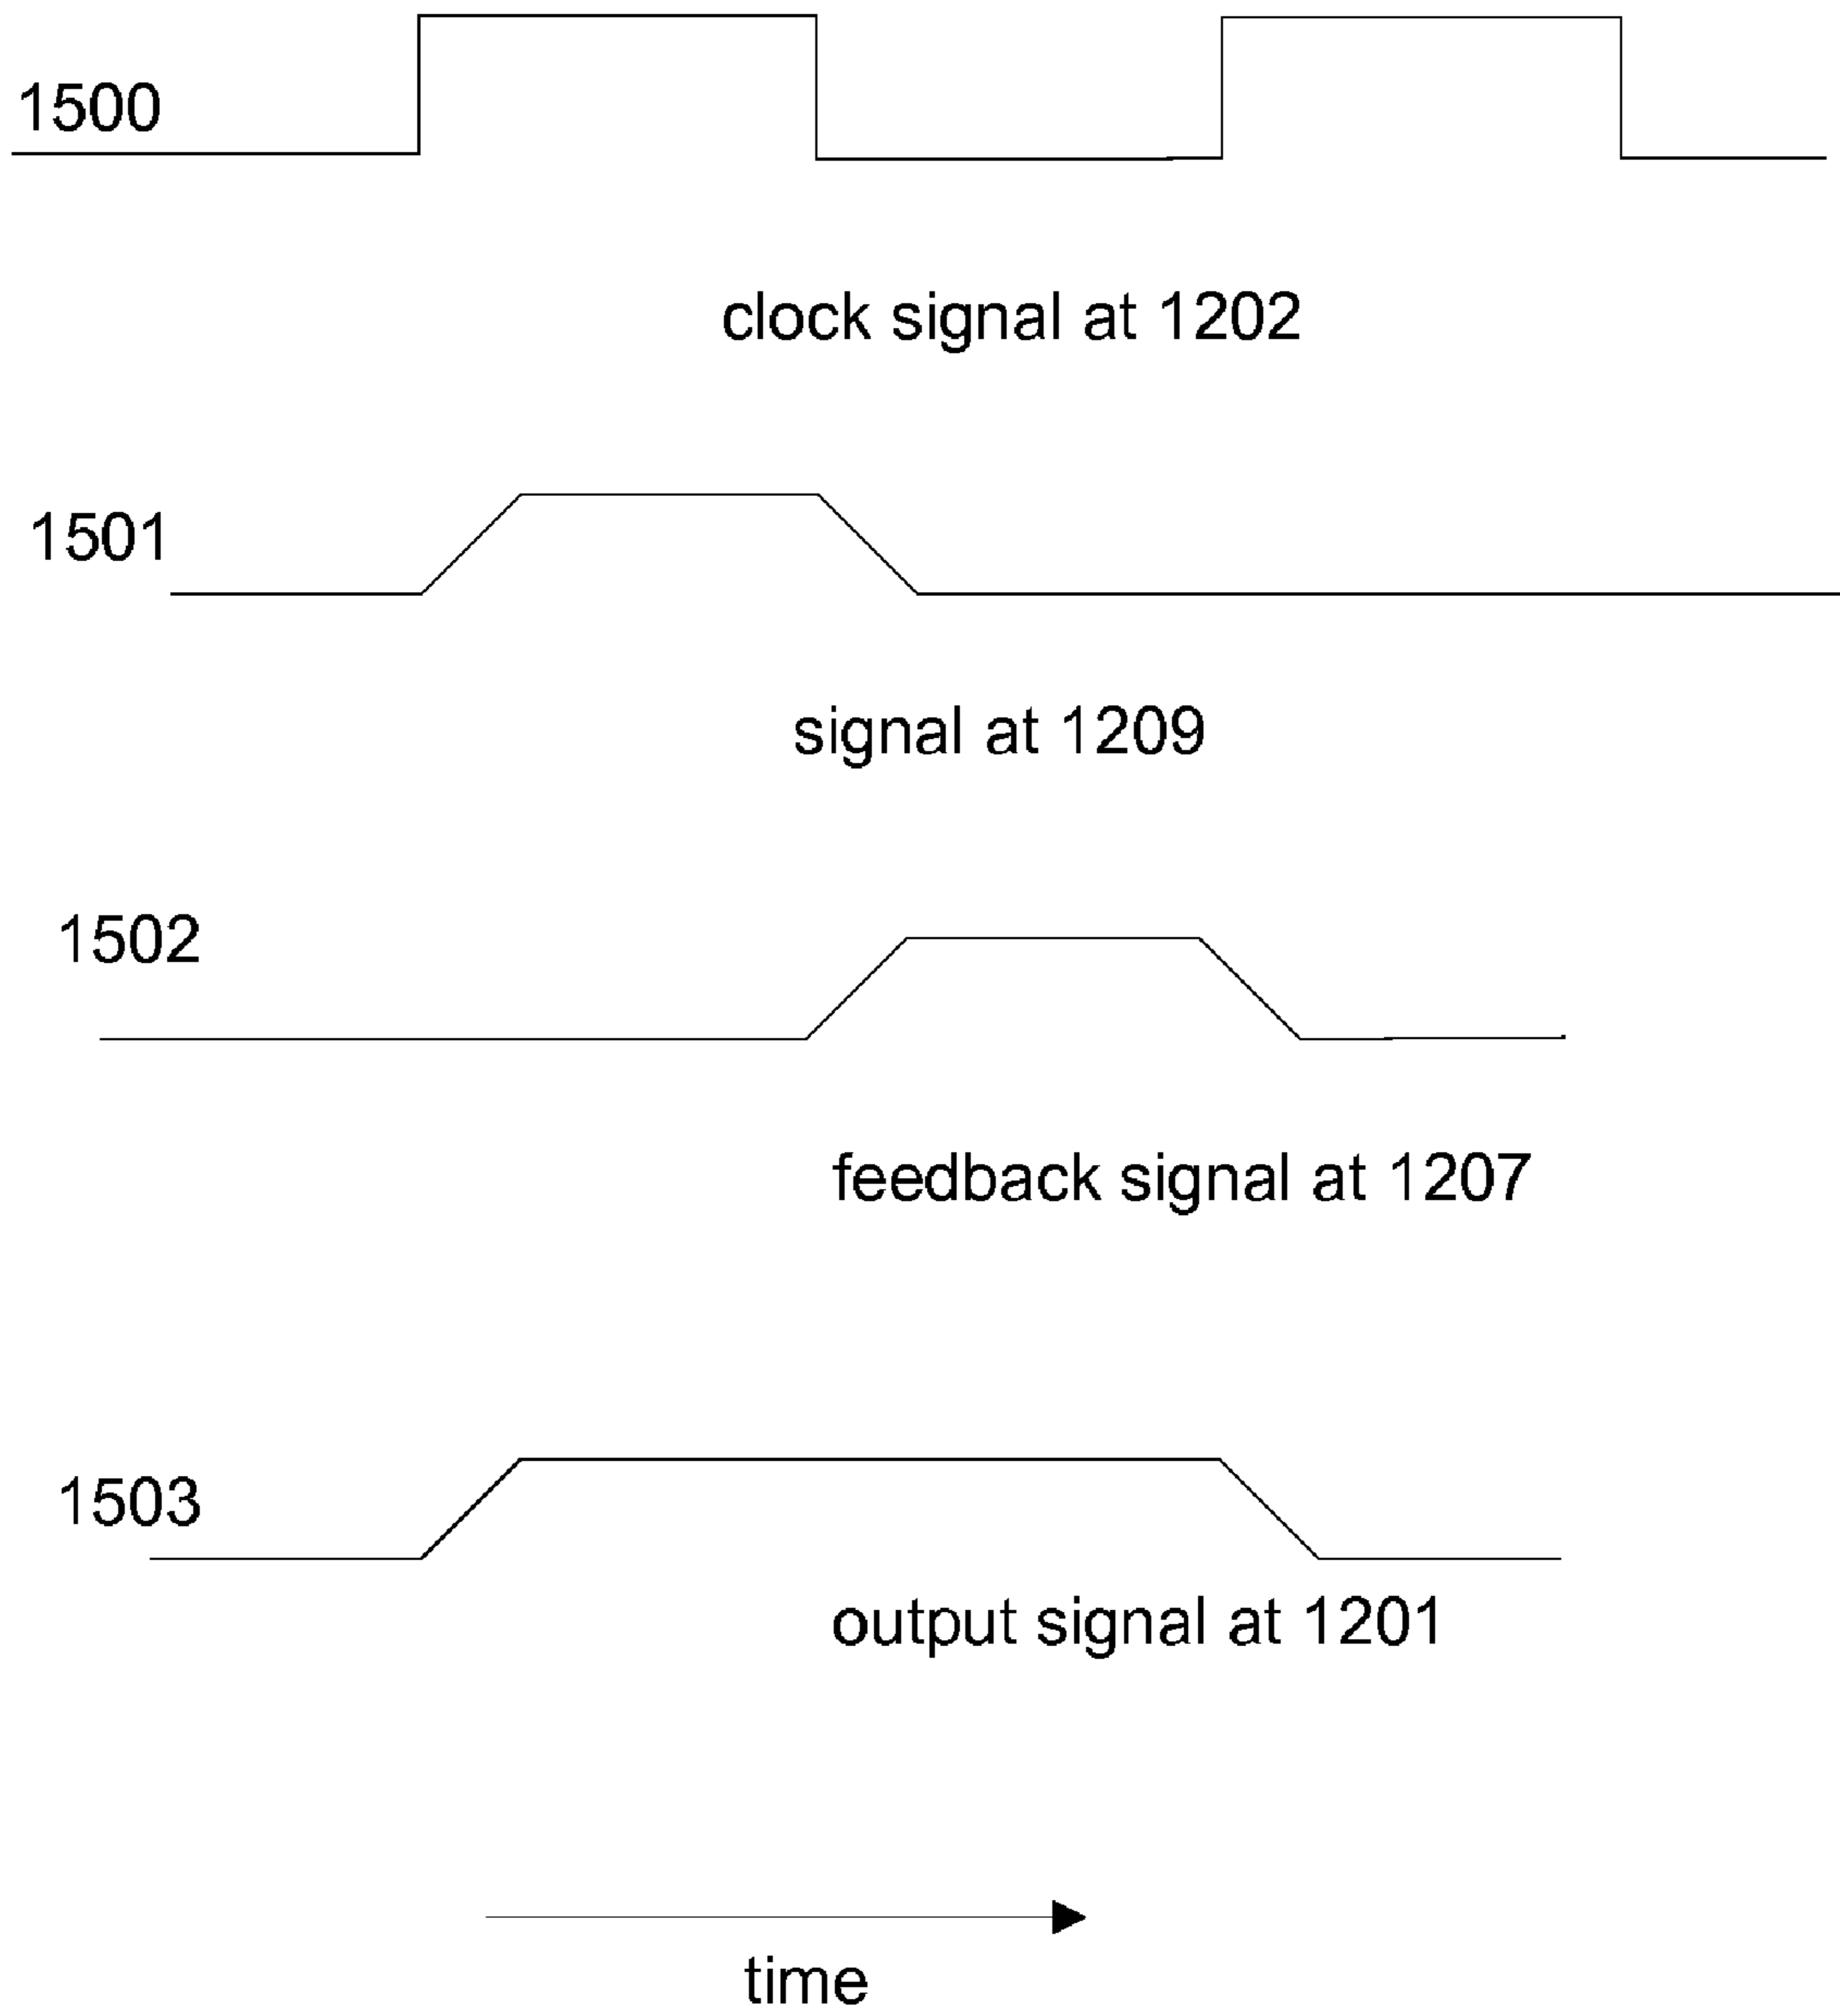 1500
clock signal at 1202
1501
signal at 1209
1502
feedback signal at 1207
1503
output signal at 1201
time